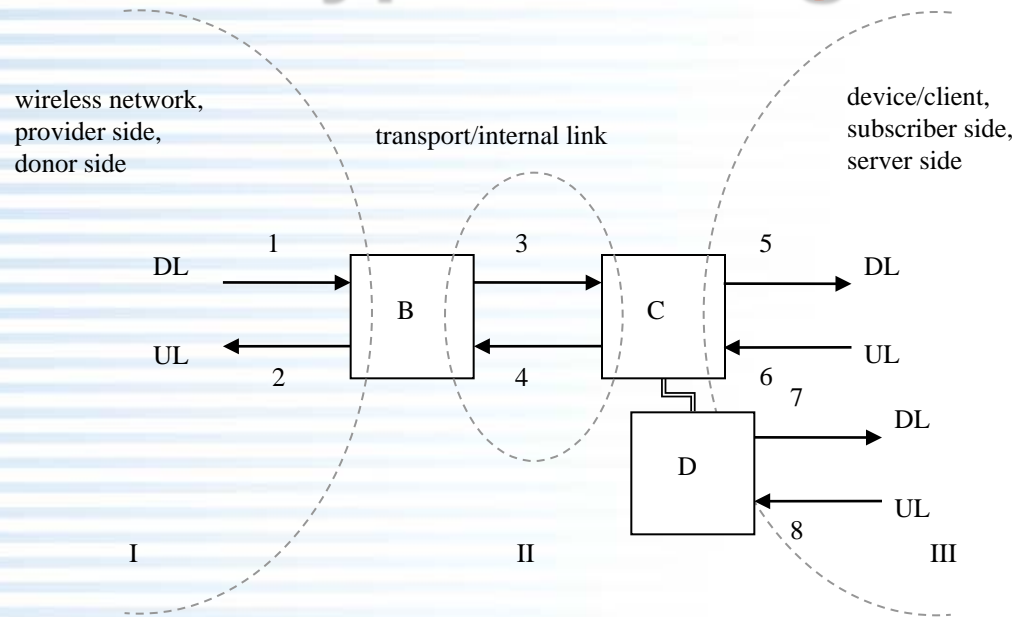 wireless network,
provider side,
donor side
transport/internal link
device/client,
subscriber side,
server side
1
3
5
DL
DL
B
C
UL
UL
2
4
6
7
DL
D
UL
8
I
II
III